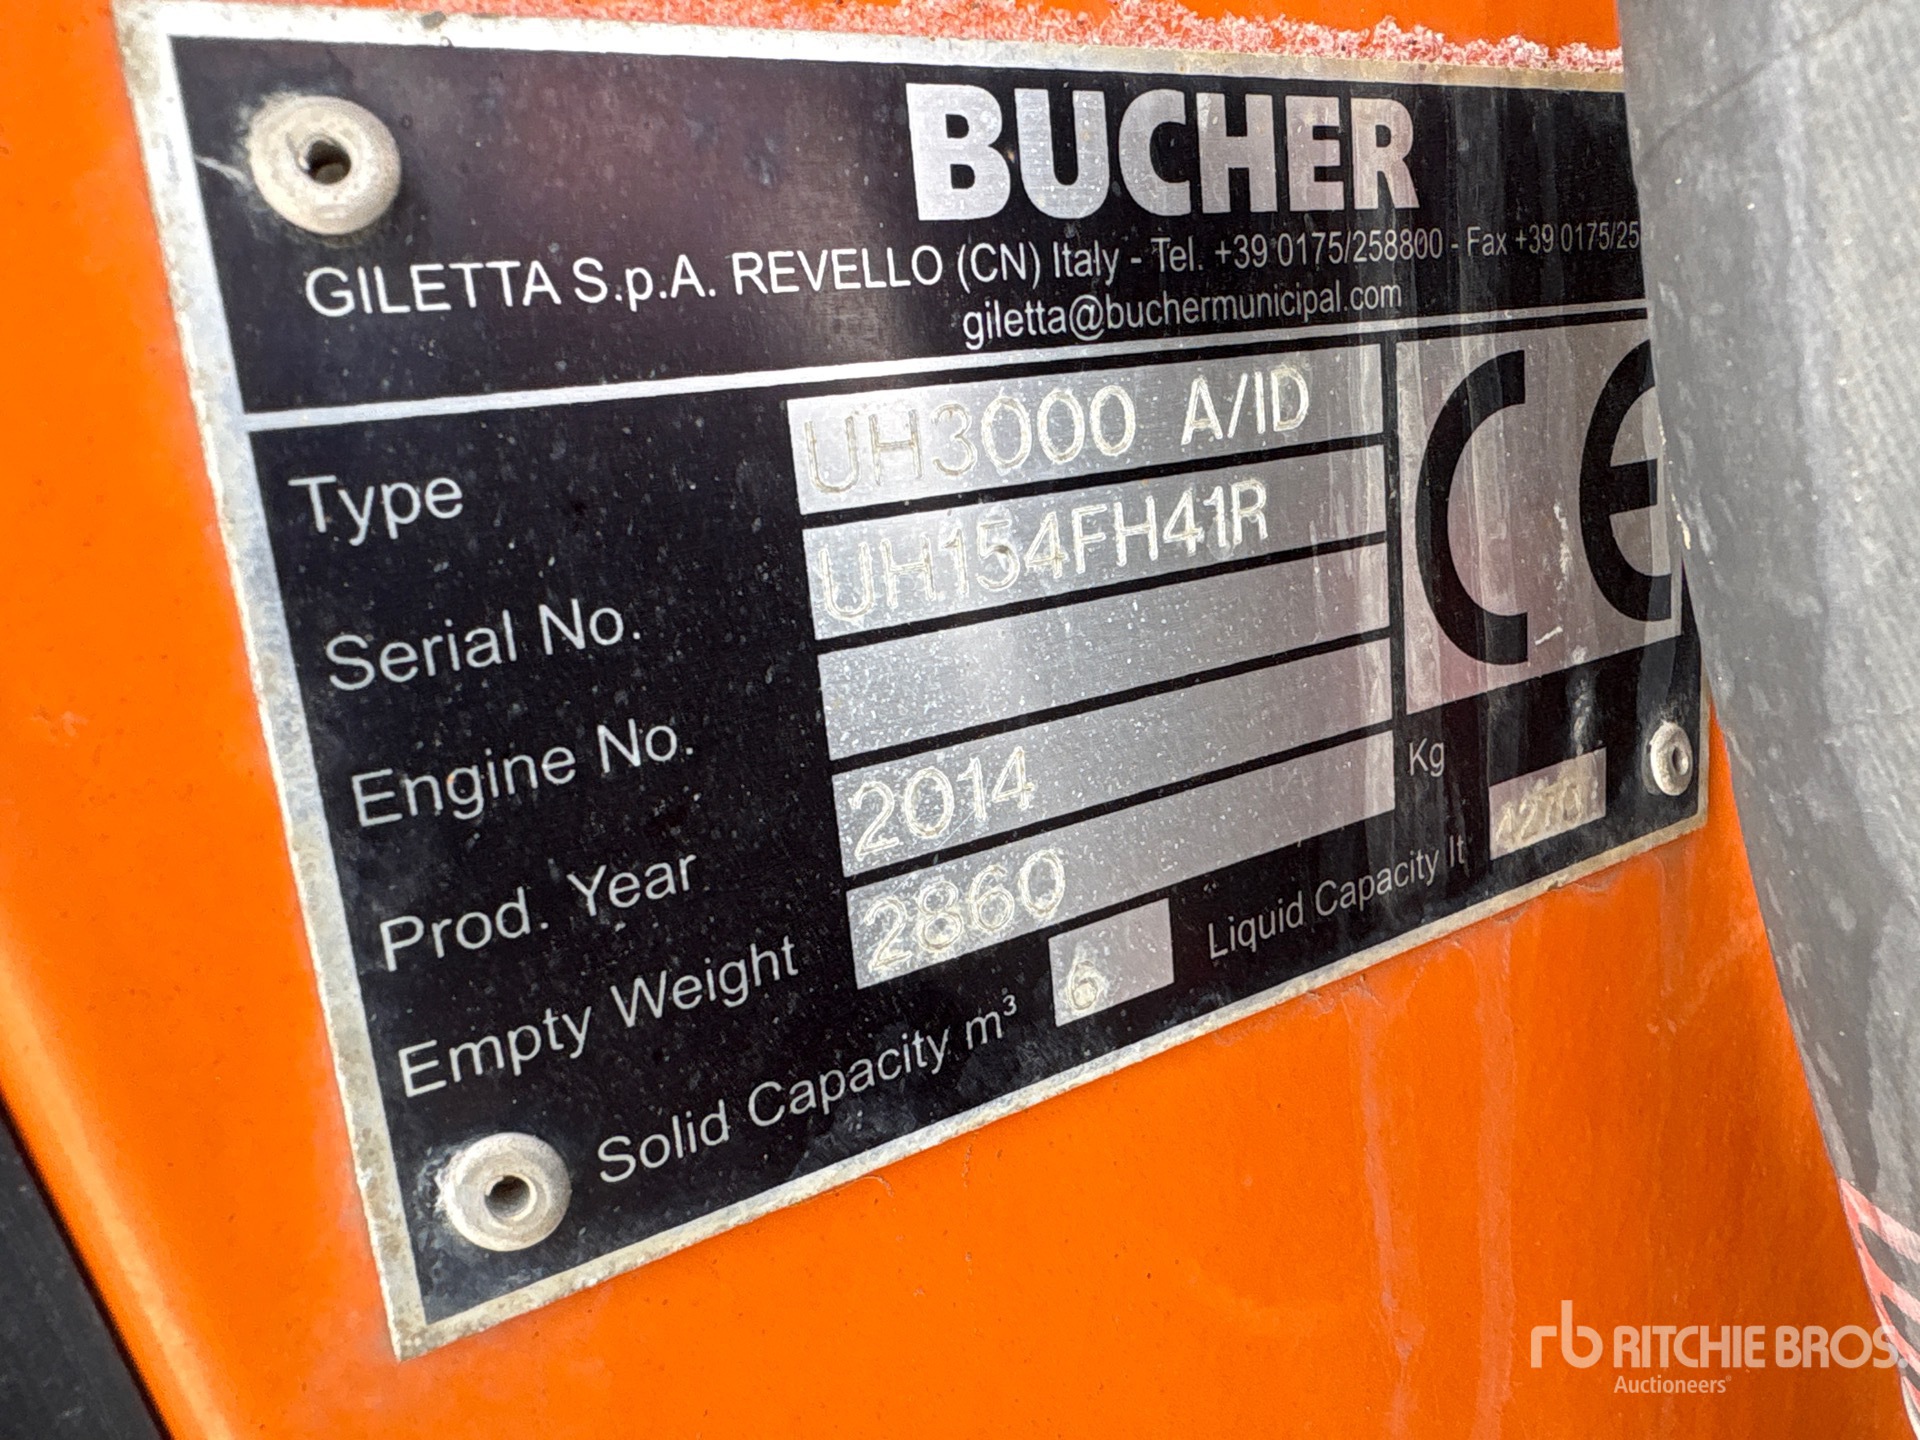 BUCHER
GILETTA S.p.A. REVELLO (CN) Italy - Tel. +39 0175/258800 - Fax +39 0175/25
giletta@buchermunicipal.com
Type UH3000 A/ID
Serial No. UH154FH41R
CE
Engine No.
Prod. Year 2014
Empty Weight 2860 Kg
Solid Capacity m³ 6 Liquid Capacity lt
rb RITCHIE BROS.
Auctioneers